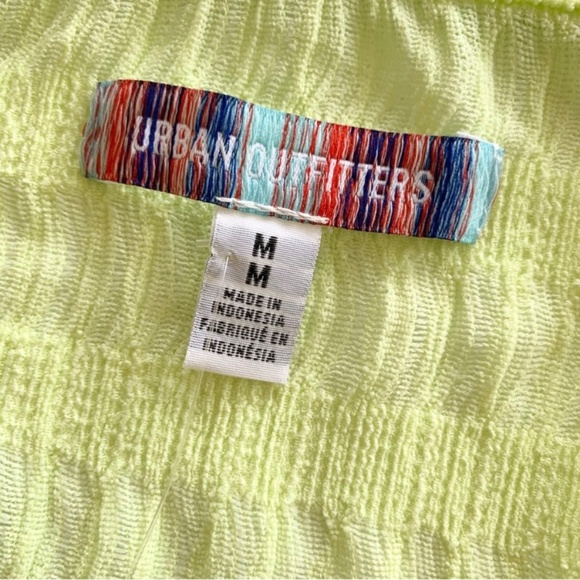 URBAN OUTFITTERS
M
M
MADE IN
INDONESIA
FABRIQUÉ EN
INDONÉSIA